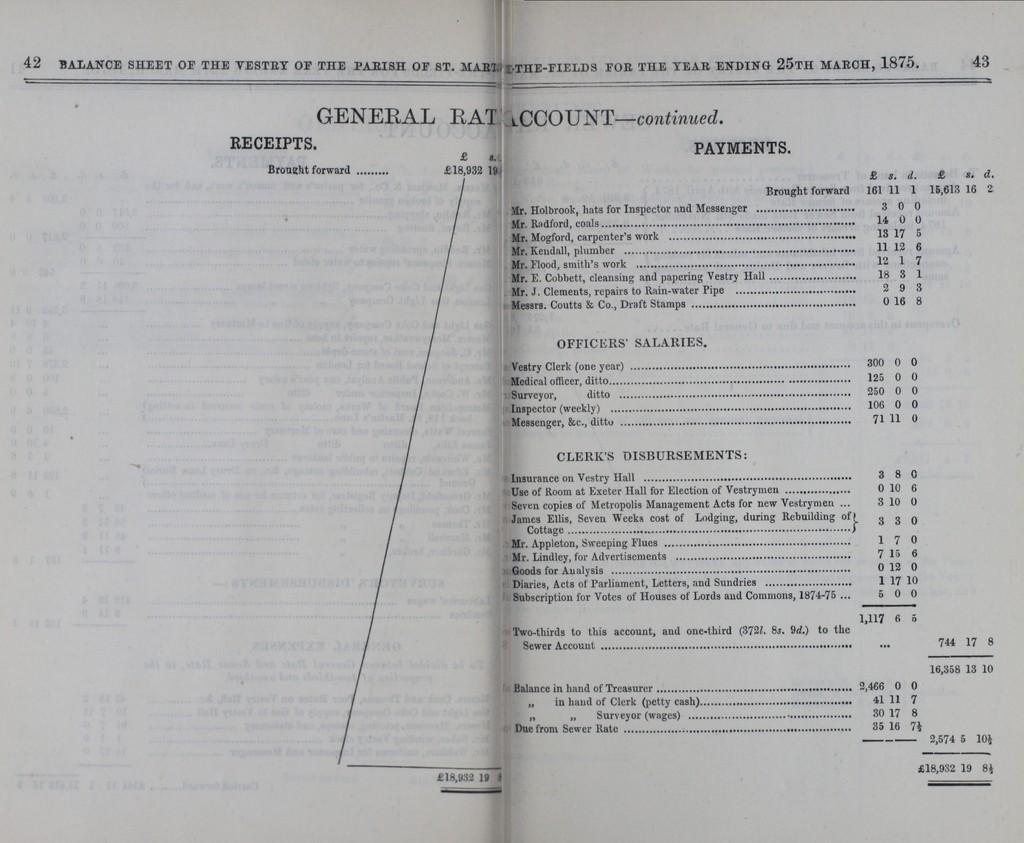 42 BALANCE SHEET OF THE VESTRY OF THE PARISH OF ST. MART
GENERAL RAT
RECEIPTS.
£ s.
Brought forward ......... £18,932 19
£18,932 19
-THE-FIELDS FOR THE YEAR ENDING 25TH MARCH, 1875. 43
ACCOUNT—continued.
PAYMENTS.
£ s. d. £ s. d.
Brought forward 161 11 1 15,613 16 2
Mr. Holbrook, hats for Inspector and Messenger ........................ 3 0 0
Mr. Radford, coals ........................ 14 0 0
Mr. Mogford, carpenter's work ........................ 13 17 5
Mr. Kendall, plumber ........................ 11 12 6
Mr. Flood, smith's work ........................ 12 1 7
Mr. E. Cobbett, cleansing and papering Vestry Hall ........................ 18 3 1
Mr. J. Clements, repairs to Rain-water Pipe ........................ 2 9 3
Messrs. Coutts & Co., Draft Stamps ........................ 0 16 8
OFFICERS' SALARIES.
Vestry Clerk (one year) ........................ 300 0 0
Medical officer, ditto ........................ 125 0 0
Surveyor, ditto ........................ 250 0 0
Inspector (weekly) ........................ 106 0 0
Messenger, &c., ditto ........................ 71 11 0
CLERK'S DISBURSEMENTS:
Insurance on Vestry Hall ........................ 3 8 0
Use of Room at Exeter Hall for Election of Vestrymen ............... 0 10 6
Seven copies of Metropolis Management Acts for new Vestrymen ... 3 10 0
James Ellis, Seven Weeks cost of Lodging, during Rebuilding of } 3 3 0
Cottage ........................
Mr. Appleton, Sweeping Flues ........................ 1 7 0
Mr. Lindley, for Advertisements ........................ 7 15 6
Goods for Analysis ........................ 0 12 0
Diaries, Acts of Parliament, Letters, and Sundries ..................... 1 17 10
Subscription for Votes of Houses of Lords and Commons, 1874-75 ... 5 0 0
1,117 6 5
Two-thirds to this account, and one-third (372l. 8s. 9d.) to the
Sewer Account ........................ ... 744 17 8
16,358 13 10
Balance in hand of Treasurer ........................ 2,466 0 0
„ in hand of Clerk (petty cash) ........................ 41 11 7
„ „ Surveyor (wages) ........................ 30 17 8
Due from Sewer Rate ........................ 35 16 7½
2,574 5 10½
£18,932 19 8½